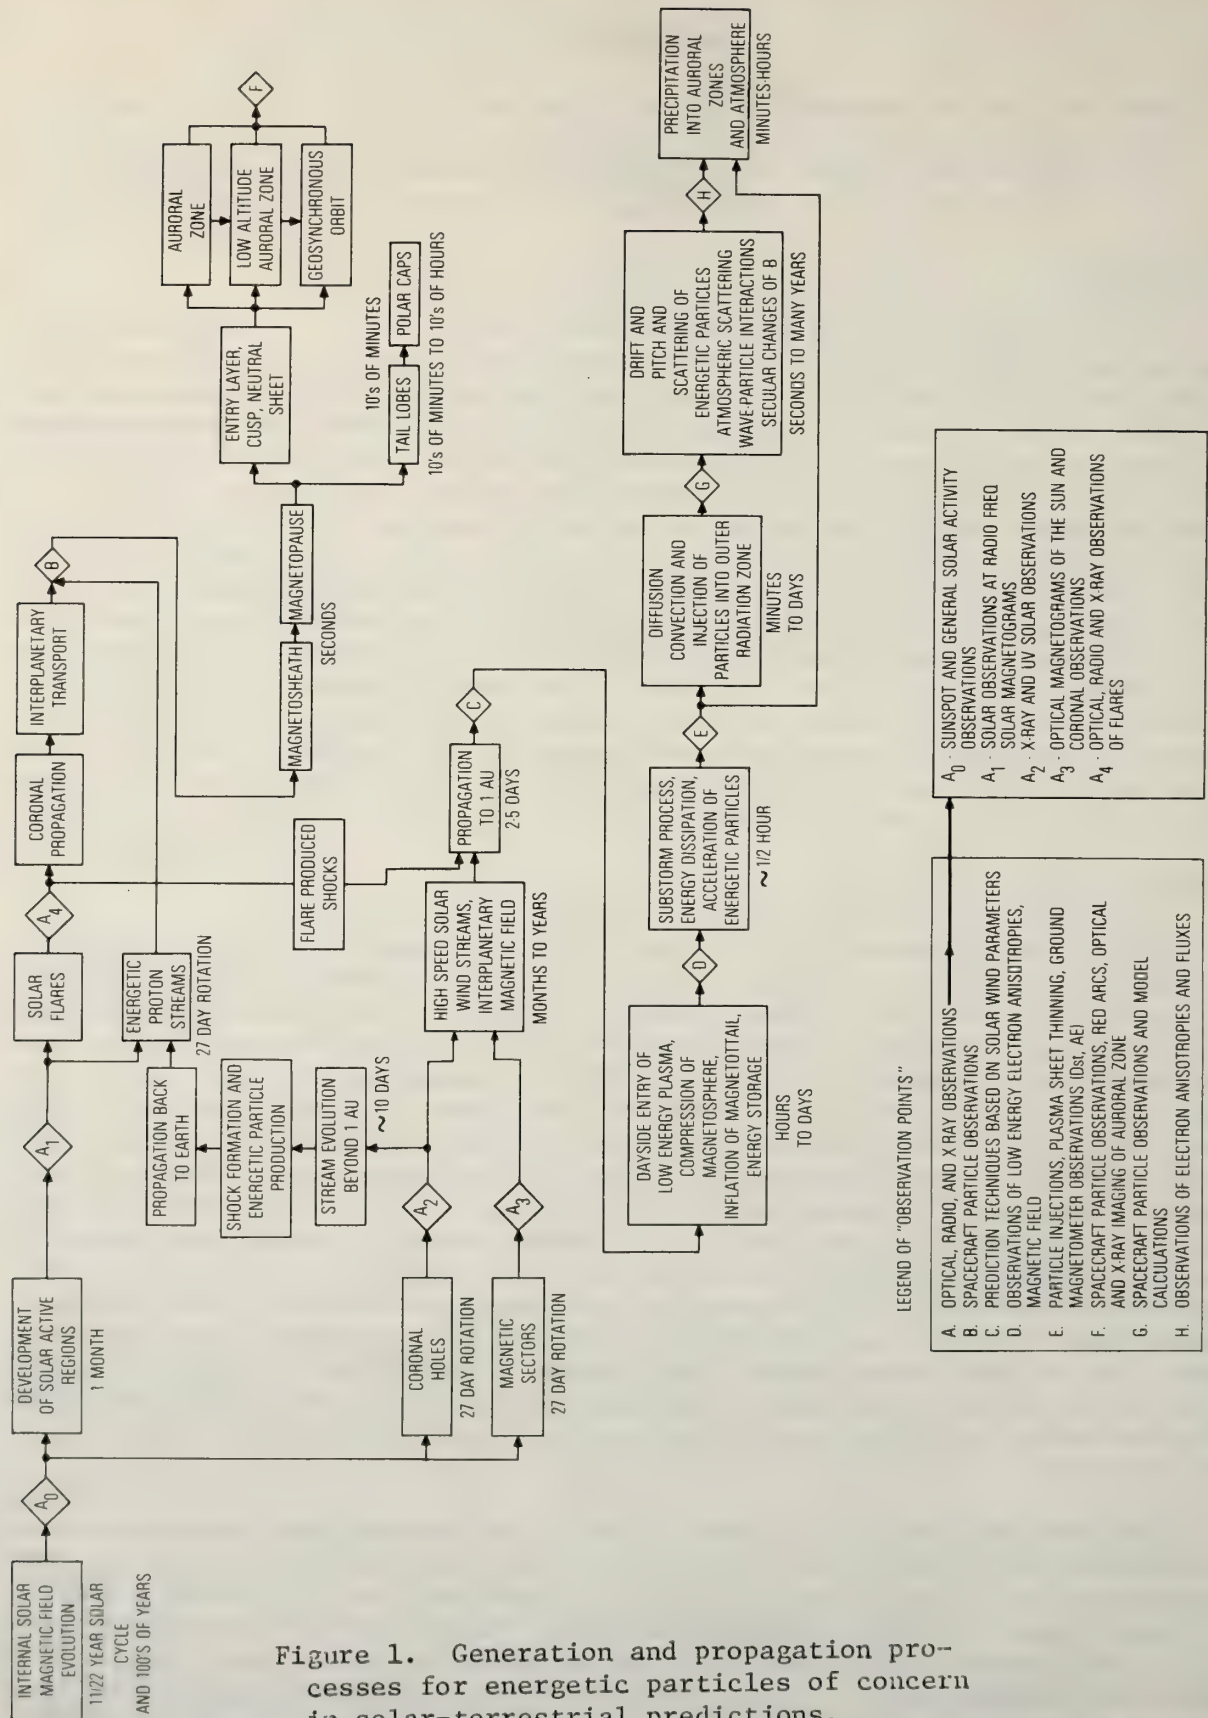 INTERNAL SOLAR
MAGNETIC FIELD
EVOLUTION
11/22 YEAR SOLAR
CYCLE
AND 100'S OF YEARS
A0
DEVELOPMENT
OF SOLAR ACTIVE
REGIONS
1 MONTH
A1
SOLAR
FLARES
A4
CORONAL
PROPAGATION
INTERPLANETARY
TRANSPORT
B
ENERGETIC
PROTON
STREAMS
27 DAY ROTATION
PROPAGATION BACK
TO EARTH
SHOCK FORMATION AND
ENERGETIC PARTICLE
PRODUCTION
STREAM EVOLUTION
BEYOND 1 AU
~10 DAYS
CORONAL
HOLES
27 DAY ROTATION
A2
MAGNETIC
SECTORS
27 DAY ROTATION
A3
FLARE PRODUCED
SHOCKS
HIGH SPEED SOLAR
WIND STREAMS,
INTERPLANETARY
MAGNETIC FIELD
MONTHS TO YEARS
PROPAGATION
TO 1 AU
2-5 DAYS
C
MAGNETOSHEATH
MAGNETOPAUSE
SECONDS
ENTRY LAYER,
CUSP, NEUTRAL
SHEET
AURORAL
ZONE
LOW ALTITUDE
AURORAL ZONE
GEOSYNCHRONOUS
ORBIT
F
10's OF MINUTES
TAIL LOBES
POLAR CAPS
10's OF MINUTES TO 10's OF HOURS
DAYSIDE ENTRY OF
LOW ENERGY PLASMA,
COMPRESSION OF
MAGNETOSPHERE,
INFLATION OF MAGNETOTTAIL,
ENERGY STORAGE
HOURS
TO DAYS
D
SUBSTORM PROCESS,
ENERGY DISSIPATION,
ACCELERATION OF
ENERGETIC PARTICLES
~1/2 HOUR
E
DIFFUSION
CONVECTION AND
INJECTION OF
PARTICLES INTO OUTER
RADIATION ZONE
MINUTES
TO DAYS
G
DRIFT AND
PITCH AND
SCATTERING OF
ENERGETIC PARTICLES
ATMOSPHERIC SCATTERING
WAVE-PARTICLE INTERACTIONS
SECULAR CHANGES OF B
SECONDS TO MANY YEARS
H
PRECIPITATION
INTO AURORAL
ZONES
AND ATMOSPHERE
MINUTES-HOURS
LEGEND OF "OBSERVATION POINTS"
A. OPTICAL, RADIO, AND X RAY OBSERVATIONS
B. SPACECRAFT PARTICLE OBSERVATIONS
C. PREDICTION TECHNIQUES BASED ON SOLAR WIND PARAMETERS
D. OBSERVATIONS OF LOW ENERGY ELECTRON ANISOTROPIES,
MAGNETIC FIELD
E. PARTICLE INJECTIONS, PLASMA SHEET THINNING, GROUND
MAGNETOMETER OBSERVATIONS (Dst, AE)
F. SPACECRAFT PARTICLE OBSERVATIONS, RED ARCS, OPTICAL
AND X-RAY IMAGING OF AURORAL ZONE
G. SPACECRAFT PARTICLE OBSERVATIONS AND MODEL
CALCULATIONS
H. OBSERVATIONS OF ELECTRON ANISOTROPIES AND FLUXES
A0 - SUNSPOT AND GENERAL SOLAR ACTIVITY
OBSERVATIONS
A1 - SOLAR OBSERVATIONS AT RADIO FREQ
SOLAR MAGNETOGRAMS
A2 - X-RAY AND UV SOLAR OBSERVATIONS
A3 - OPTICAL MAGNETOGRAMS OF THE SUN AND
CORONAL OBSERVATIONS
A4 - OPTICAL, RADIO AND X-RAY OBSERVATIONS
OF FLARES
Figure 1. Generation and propagation pro-
cesses for energetic particles of concern
in solar-terrestrial predictions.